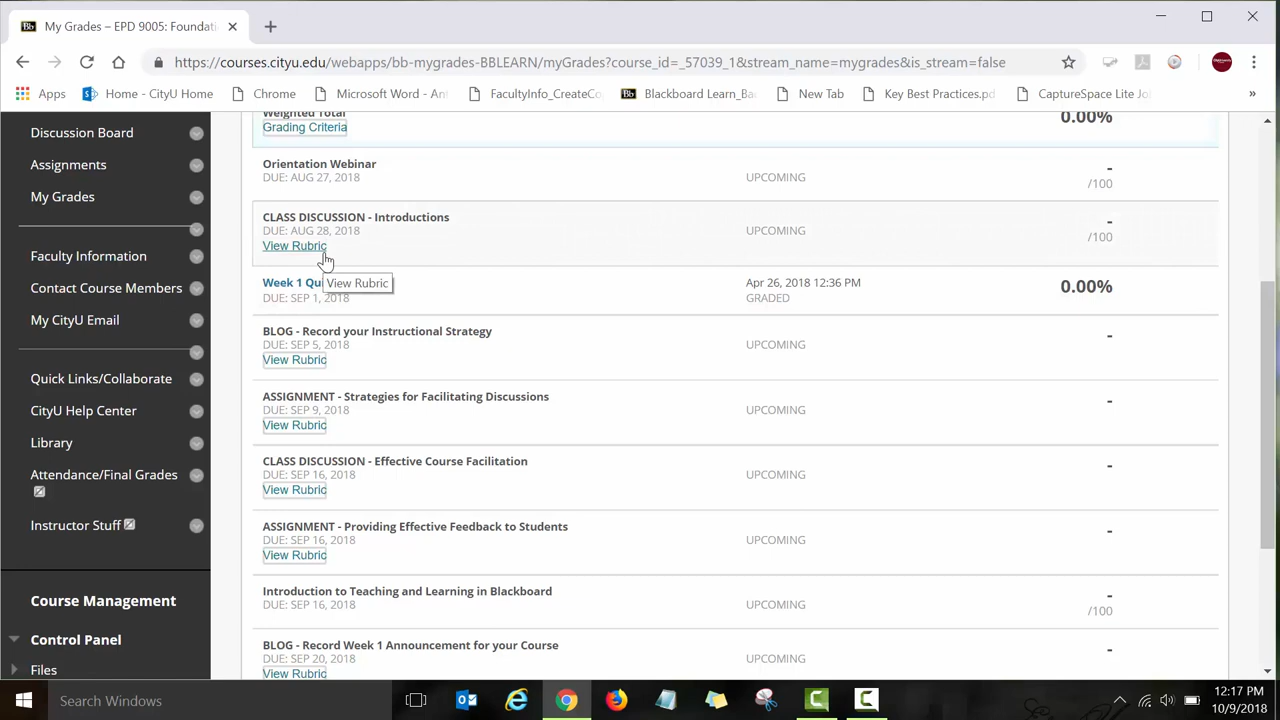 My Grades – EPD 9005: Foundati
https://courses.cityu.edu/webapps/bb-mygrades-BBLEARN/myGrades?course_id=_57039_1&stream_name=mygrades&is_stream=false
Apps
Home - CityU Home
Chrome
Microsoft Word - An
FacultyInfo_CreateCo
Blackboard Learn_Ba
New Tab
Key Best Practices.pd
CaptureSpace Lite Jo
»
Discussion Board
Assignments
My Grades
Faculty Information
Contact Course Members
My CityU Email
Quick Links/Collaborate
CityU Help Center
Library
Attendance/Final Grades
Instructor Stuff
Course Management
Control Panel
Files
Weighted Total
Grading Criteria
0.00%
Orientation Webinar
DUE: AUG 27, 2018
UPCOMING
-
/100
CLASS DISCUSSION - Introductions
DUE: AUG 28, 2018
View Rubric
UPCOMING
-
/100
View Rubric
Week 1 Qu
DUE: SEP 1, 2018
Apr 26, 2018 12:36 PM
GRADED
0.00%
BLOG - Record your Instructional Strategy
DUE: SEP 5, 2018
View Rubric
UPCOMING
-
ASSIGNMENT - Strategies for Facilitating Discussions
DUE: SEP 9, 2018
View Rubric
UPCOMING
-
CLASS DISCUSSION - Effective Course Facilitation
DUE: SEP 16, 2018
View Rubric
UPCOMING
-
ASSIGNMENT - Providing Effective Feedback to Students
DUE: SEP 16, 2018
View Rubric
UPCOMING
-
Introduction to Teaching and Learning in Blackboard
DUE: SEP 16, 2018
UPCOMING
-
/100
BLOG - Record Week 1 Announcement for your Course
DUE: SEP 20, 2018
View Rubric
UPCOMING
-
Search Windows
12:17 PM
10/9/2018